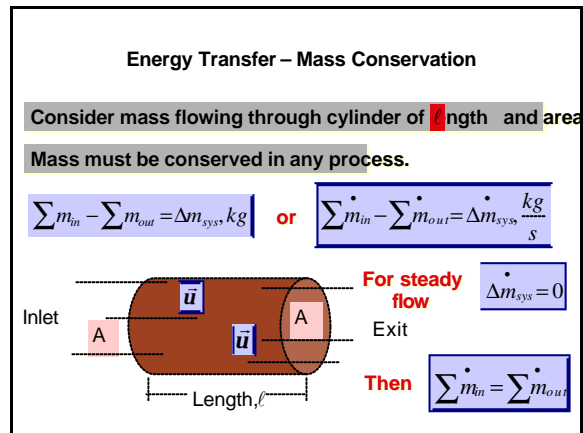 Energy Transfer – Mass Conservation
Consider mass flowing through cylinder of ℓngth and area
Mass must be conserved in any process.
∑ m_in − ∑ m_out = Δm_sys, kg or ∑ ṁ_in − ∑ ṁ_out = Δṁ_sys, kg/s
For steady flow Δṁ_sys = 0
Inlet A u⃗ u⃗ A Exit
Length, ℓ
Then ∑ ṁ_in = ∑ ṁ_out